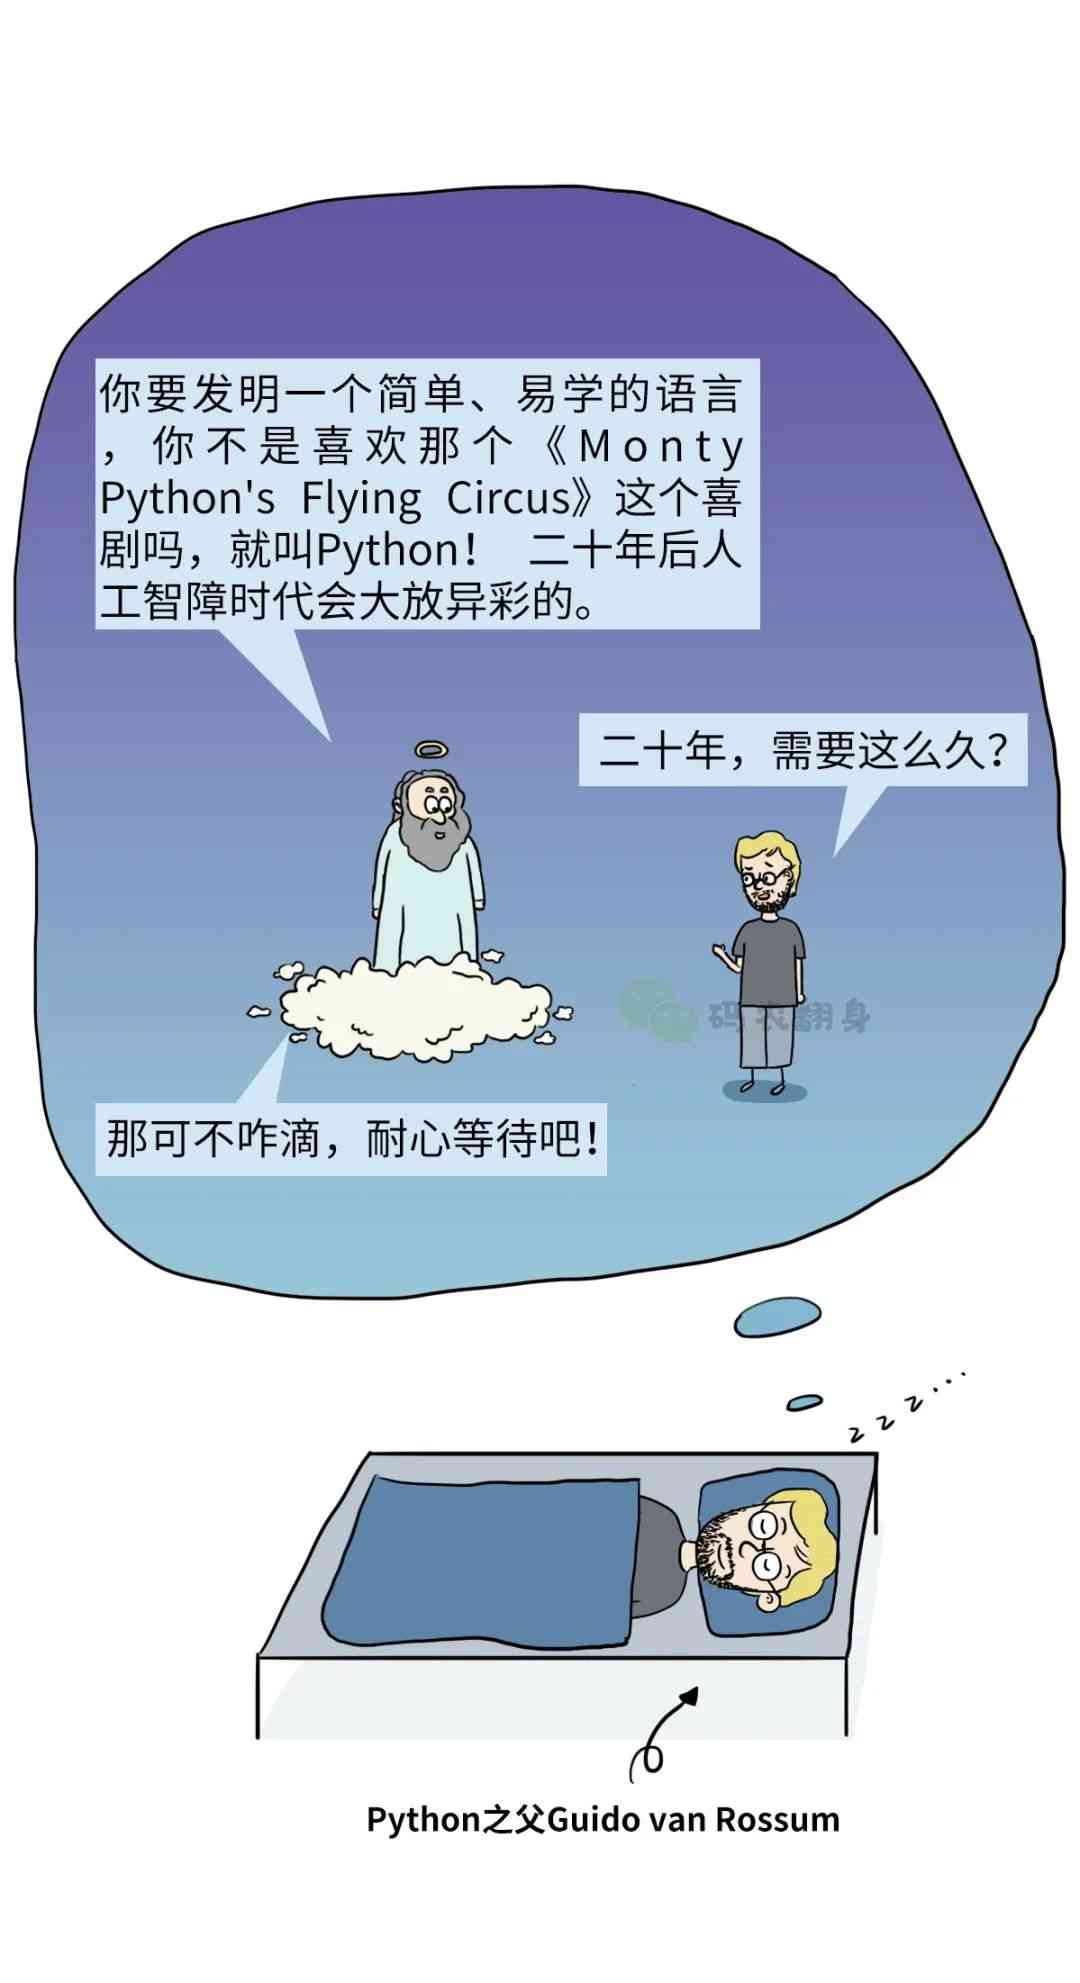 你要发明一个简单、易学的语言
，你不是喜欢那个《Monty
Python's Flying Circus》这个喜
剧吗，就叫Python！ 二十年后人
工智障时代会大放异彩的。
二十年，需要这么久？
码农翻身
那可不咋滴，耐心等待吧！
z z z...
Python之父Guido van Rossum